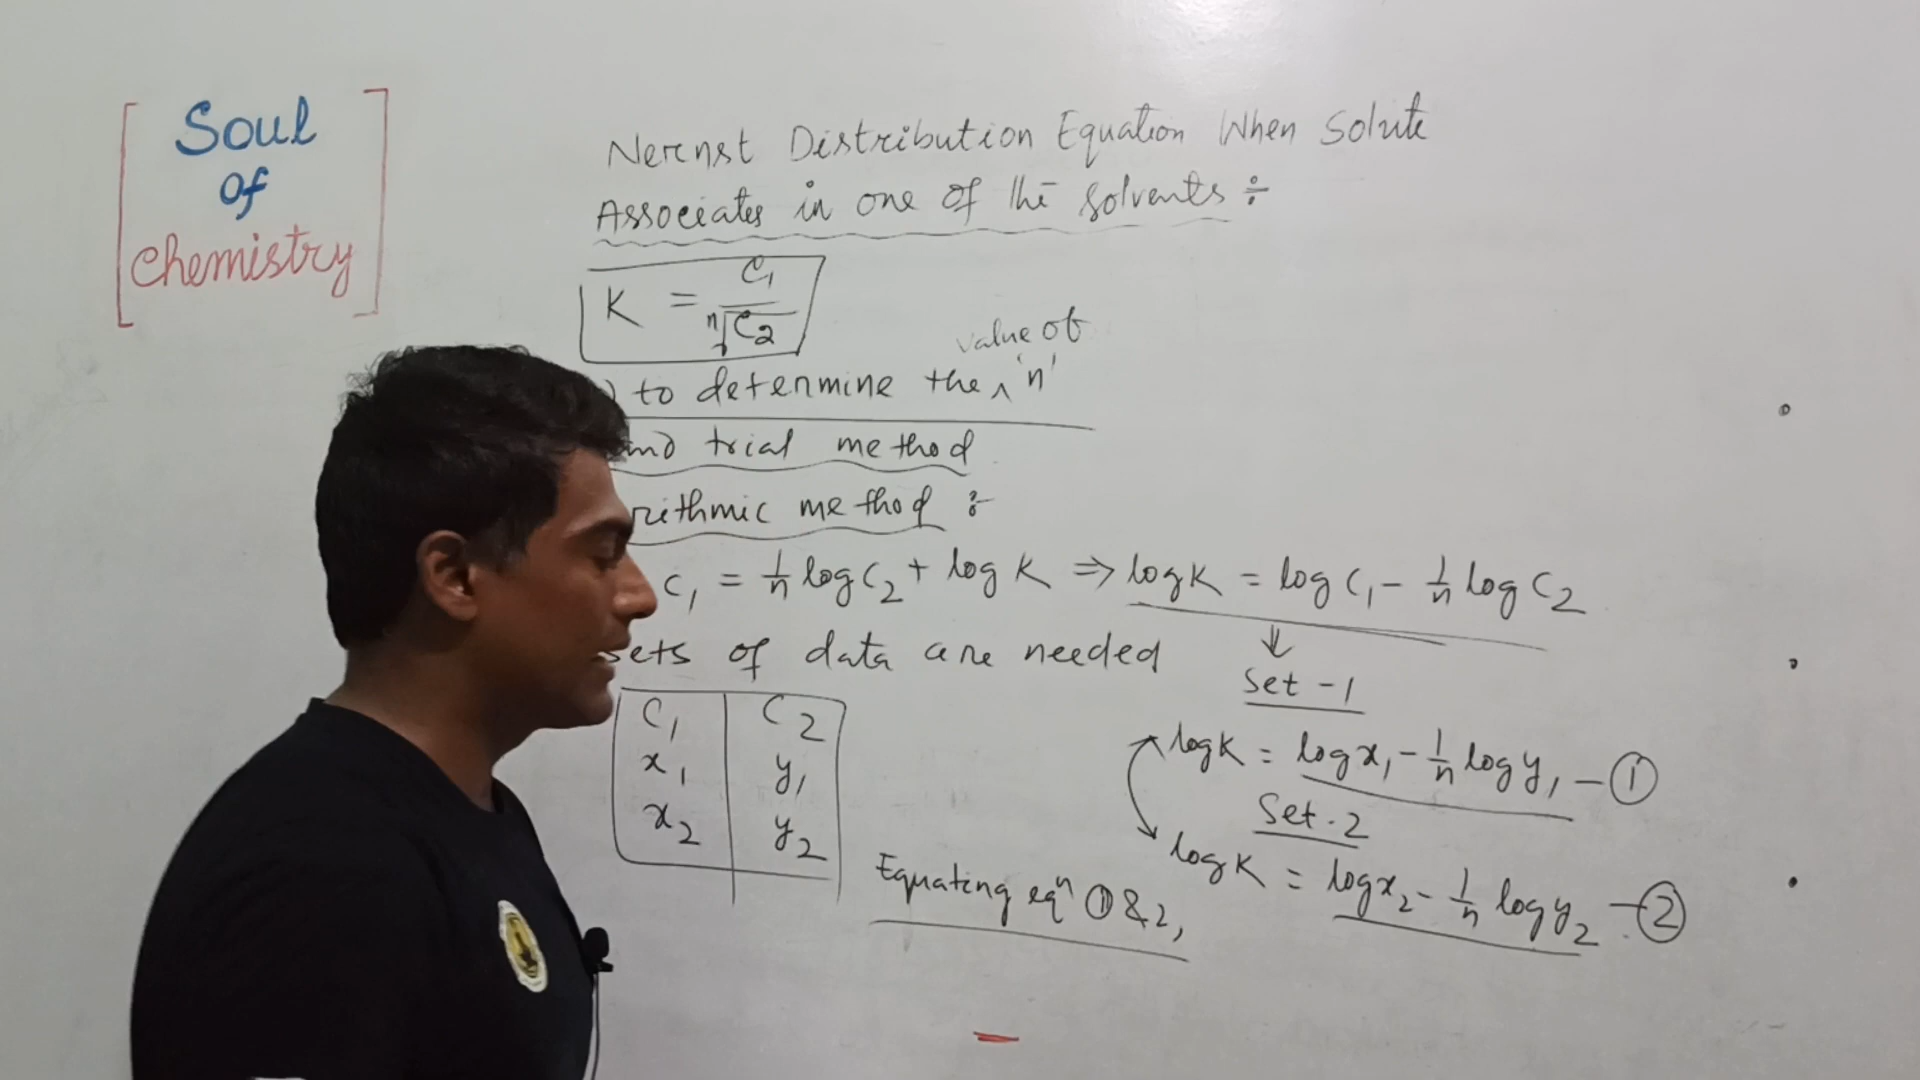 Soul
of
Chemistry
Nernst Distribution Equation When Solute
Associates in one of the solvents ÷
K = C₁ / ⁿ√C₂
value of
to determine the ‸ 'n'
trial method
method :-
C₁ = 1/n log C₂ + log K ⇒ log K = log C₁ - 1/n log C₂
sets of data are needed
↓
Set - 1
C₁ | C₂
x₁ | y₁
x₂ | y₂
log K = log x₁ - 1/n log y₁ — ①
Set - 2
log K = log x₂ - 1/n log y₂ — ②
Equating eqⁿ ① & 2,